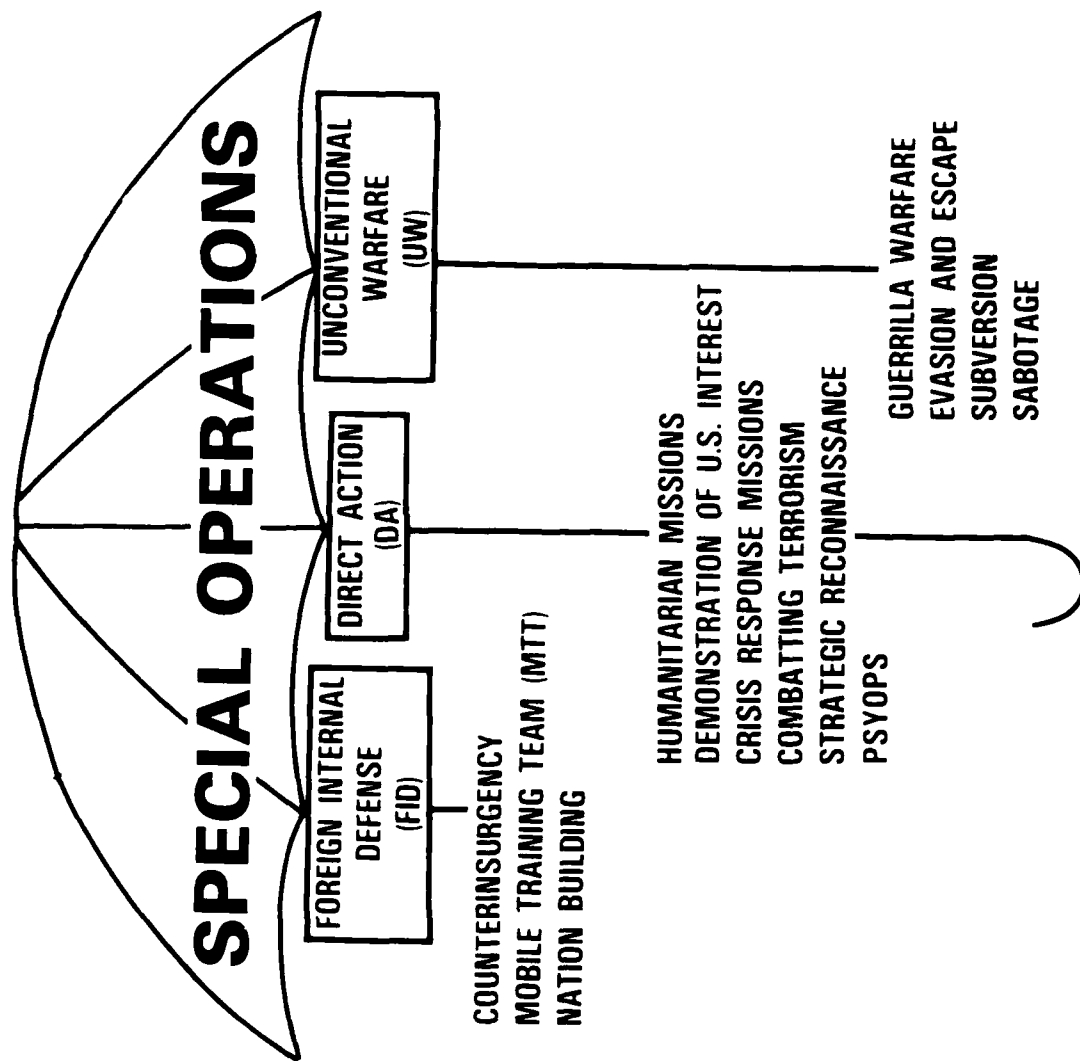 SPECIAL OPERATIONS
FOREIGN INTERNAL
DEFENSE
(FID)
COUNTERINSURGENCY
MOBILE TRAINING TEAM (MTT)
NATION BUILDING
DIRECT ACTION
(DA)
HUMANITARIAN MISSIONS
DEMONSTRATION OF U.S. INTEREST
CRISIS RESPONSE MISSIONS
COMBATTING TERRORISM
STRATEGIC RECONNAISSANCE
PSYOPS
UNCONVENTIONAL
WARFARE
(UW)
GUERRILLA WARFARE
EVASION AND ESCAPE
SUBVERSION
SABOTAGE